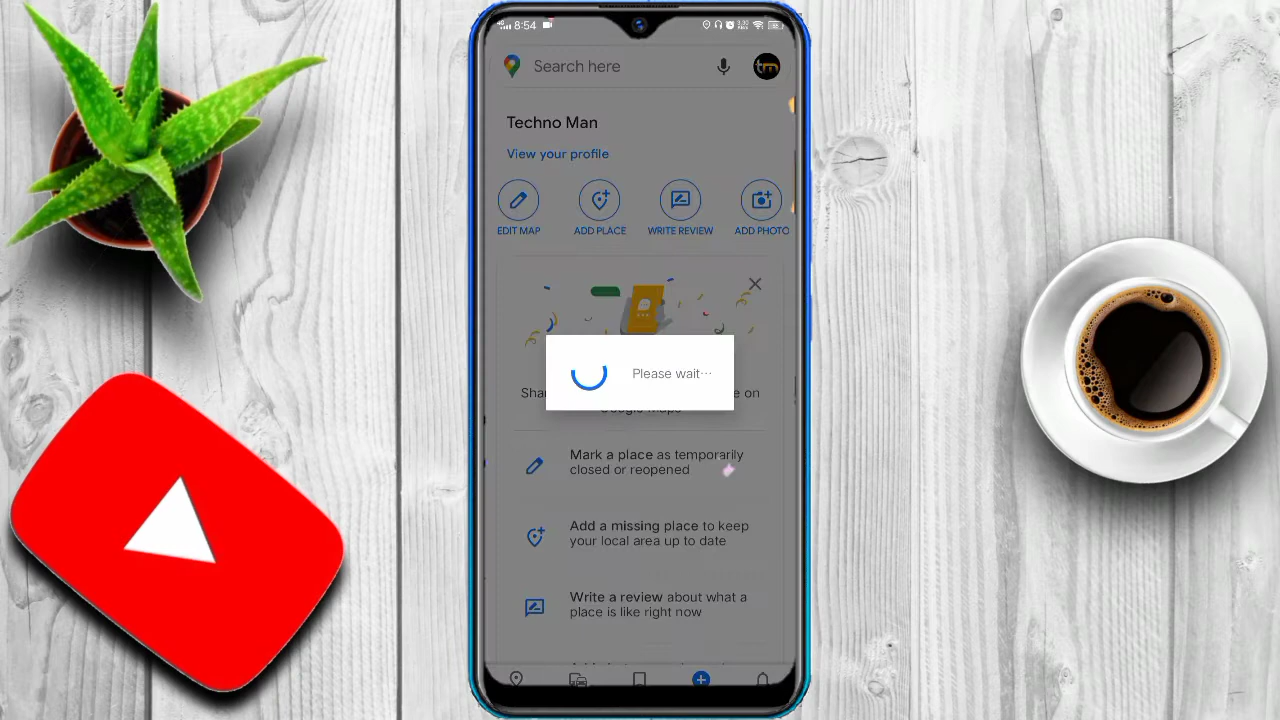 8:54
Search here
Techno Man
View your profile
EDIT MAP
ADD PLACE
WRITE REVIEW
ADD PHOTO
Please wait···
Google Maps
Mark a place as temporarily
closed or reopened
Add a missing place to keep
your local area up to date
Write a review about what a
place is like right now